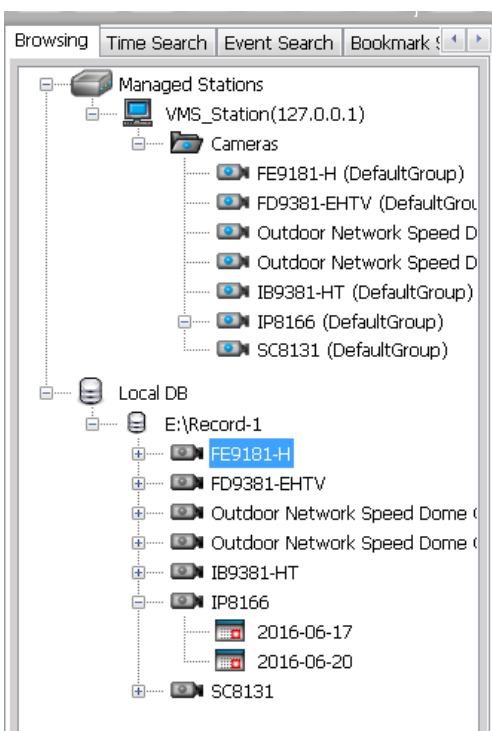 Browsing Time Search Event Search Bookmark
Managed Stations
VMS_Station(127.0.0.1)
Cameras
FE9181-H (DefaultGroup)
FD9381-EHTV (DefaultGrou
Outdoor Network Speed D
Outdoor Network Speed D
IB9381-HT (DefaultGroup)
IP8166 (DefaultGroup)
SC8131 (DefaultGroup)
Local DB
E:\Record-1
FE9181-H
FD9381-EHTV
Outdoor Network Speed Dome
Outdoor Network Speed Dome
IB9381-HT
IP8166
2016-06-17
2016-06-20
SC8131